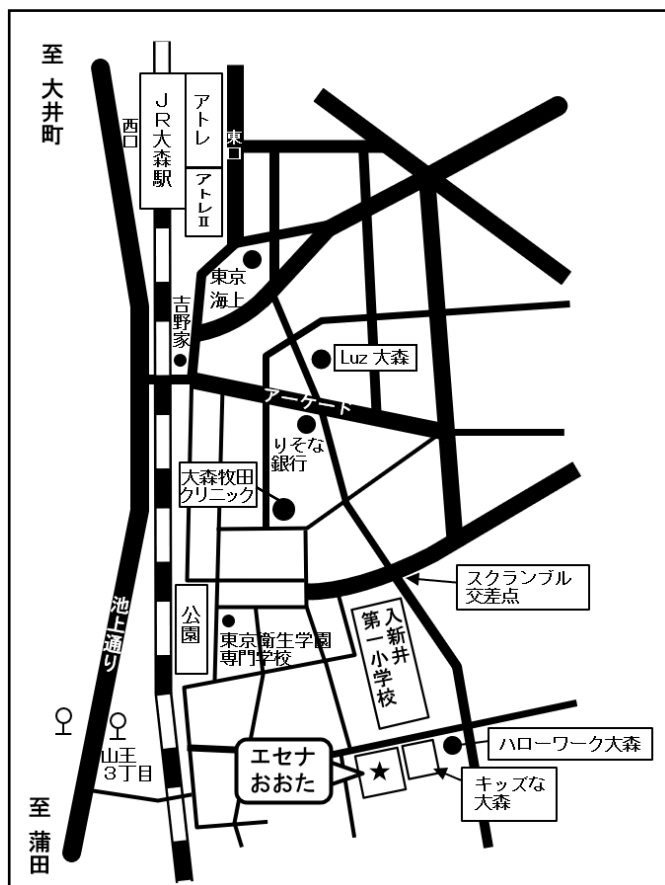 至 大井町
西口
JR大森駅
アトレ
アトレⅡ
東口
東京
海上
吉野家
Luz 大森
アーケード
りそな
銀行
大森牧田
クリニック
スクランブル
交差点
公園
池上通り
東京衛生学園
専門学校
入新井
第一小学校
山王
3丁目
エセナ
おおた
★
ハローワーク大森
キッズな
大森
至 蒲田